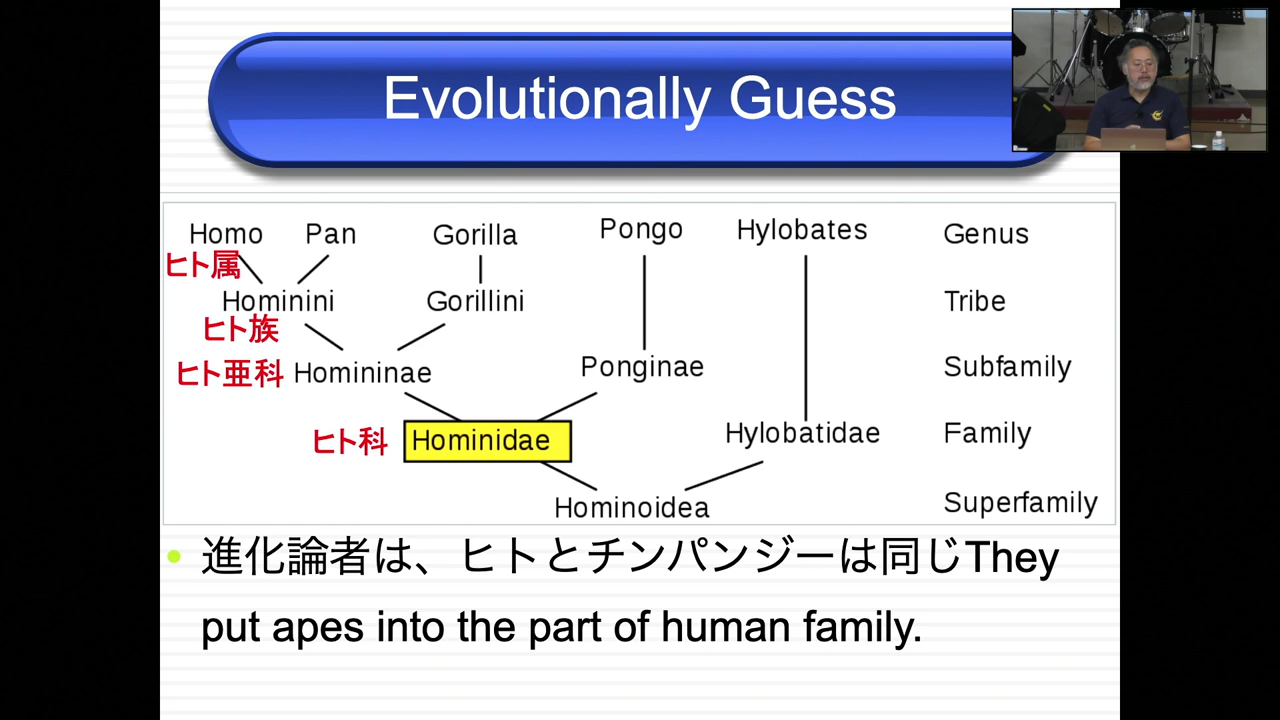 Evolutionally Guess
Homo Pan Gorilla Pongo Hylobates Genus
ヒト属
Hominini Gorillini Tribe
ヒト族
ヒト亜科 Homininae Ponginae Subfamily
ヒト科 Hominidae Hylobatidae Family
Hominoidea Superfamily
進化論者は、ヒトとチンパンジーは同じThey
put apes into the part of human family.